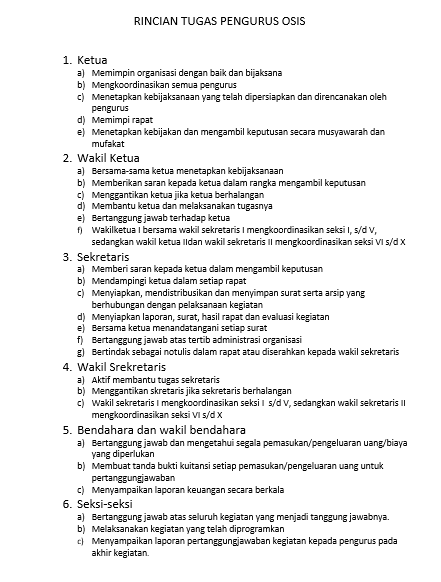 RINCIAN TUGAS PENGURUS OSIS
1. Ketua
a) Memimpin organisasi dengan baik dan bijaksana
b) Mengkoordinasikan semua pengurus
c) Menetapkan kebijaksanaan yang telah dipersiapkan dan direncanakan oleh
pengurus
d) Memimpi rapat
e) Menetapkan kebijakan dan mengambil keputusan secara musyawarah dan
mufakat
2. Wakil Ketua
a) Bersama-sama ketua menetapkan kebijaksanaan
b) Memberikan saran kepada ketua dalam rangka mengambil keputusan
c) Menggantikan ketua jika ketua berhalangan
d) Membantu ketua dan melaksanakan tugasnya
e) Bertanggung jawab terhadap ketua
f) Wakilketua I bersama wakil sekretaris I mengkoordinasikan seksi I, s/d V,
sedangkan wakil ketua IIdan wakil sekretaris II mengkoordinasikan seksi VI s/d X
3. Sekretaris
a) Memberi saran kepada ketua dalam mengambil keputusan
b) Mendampingi ketua dalam setiap rapat
c) Menyiapkan, mendistribusikan dan menyimpan surat serta arsip yang
berhubungan dengan pelaksanaan kegiatan
d) Menyiapkan laporan, surat, hasil rapat dan evaluasi kegiatan
e) Bersama ketua menandatangani setiap surat
f) Bertanggung jawab atas tertib administrasi organisasi
g) Bertindak sebagai notulis dalam rapat atau diserahkan kepada wakil sekretaris
4. Wakil Srekretaris
a) Aktif membantu tugas sekretaris
b) Menggantikan skretaris jika sekretaris berhalangan
c) Wakil sekretaris I mengkoordinasikan seksi I s/d V, sedangkan wakil sekretaris II
mengkoordinasikan seksi VI s/d X
5. Bendahara dan wakil bendahara
a) Bertanggung jawab dan mengetahui segala pemasukan/pengeluaran uang/biaya
yang diperlukan
b) Membuat tanda bukti kuitansi setiap pemasukan/pengeluaran uang untuk
pertanggungjawaban
c) Menyampaikan laporan keuangan secara berkala
6. Seksi-seksi
a) Bertanggung jawab atas seluruh kegiatan yang menjadi tanggung jawabnya.
b) Melaksanakan kegiatan yang telah diprogramkan
c) Menyampaikan laporan pertanggungjawaban kegiatan kepada pengurus pada
akhir kegiatan.